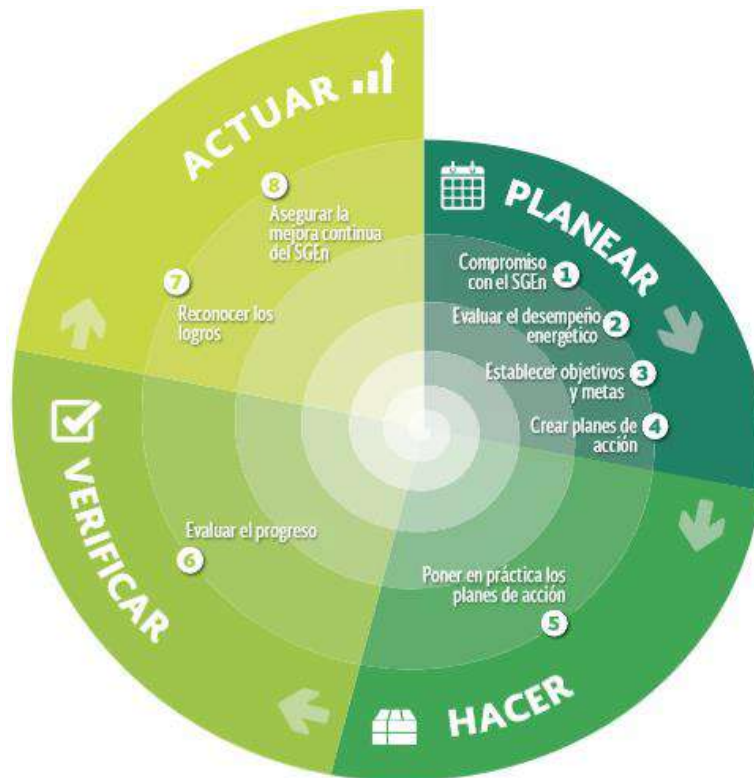 PLANEAR
1
Compromiso
con el SGEn
2
Evaluar el desempeño
energético
3
Establecer objetivos
y metas
4
Crear planes de
acción
HACER
5
Poner en práctica los
planes de acción
VERIFICAR
6
Evaluar el progreso
ACTUAR
7
Reconocer los
logros
8
Asegurar la
mejora continua
del SGEn